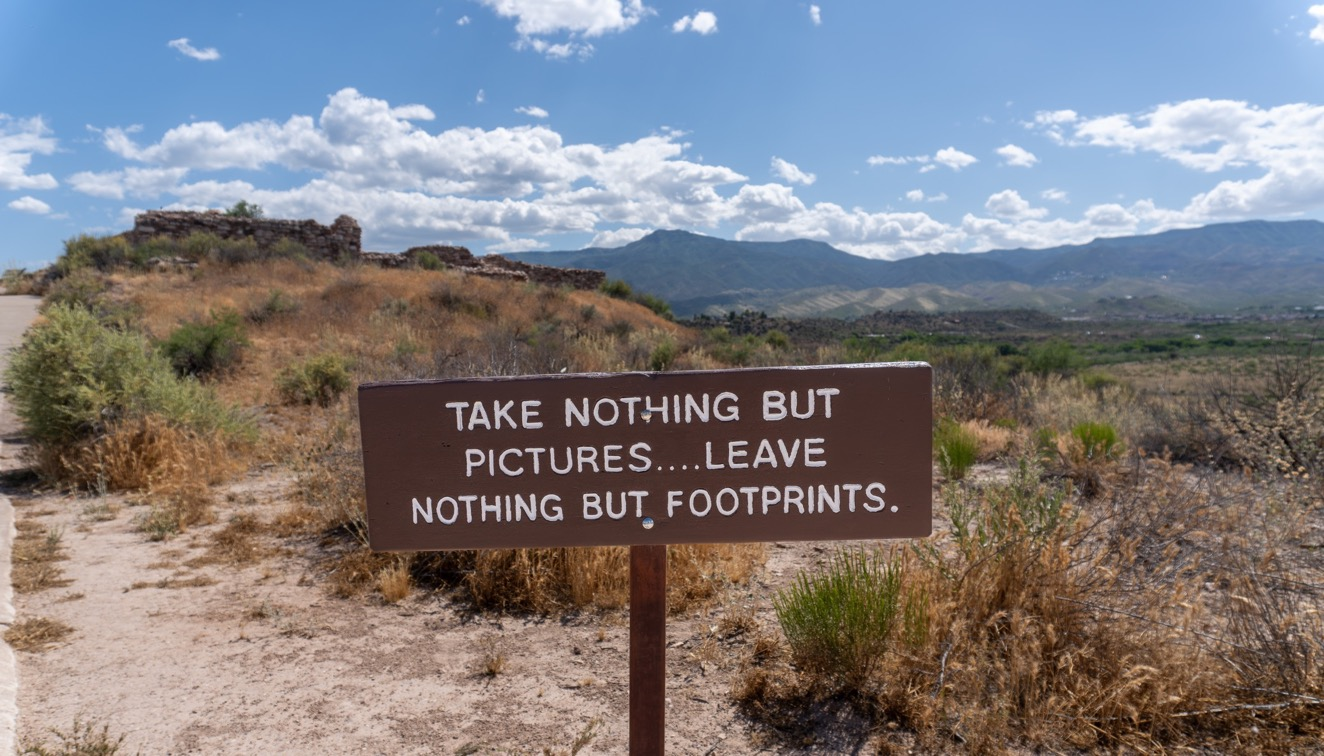 TAKE NOTHING BUT
PICTURES....LEAVE
NOTHING BUT FOOTPRINTS.